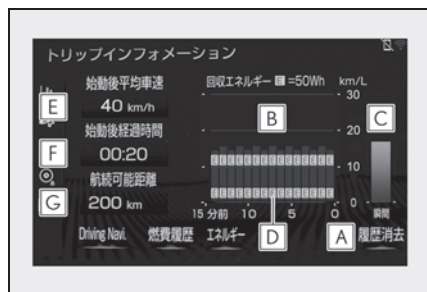 トリップインフォメーション
始動後平均車速
40 km/h
始動後経過時間
00:20
航続可能距離
200 km
回収エネルギー E =50Wh km/L
30
20
10
0
15 分前 10 5 0 瞬間
Driving Navi. 燃費履歴 エネルギー 履歴消去
E
F
G
B
C
D
A